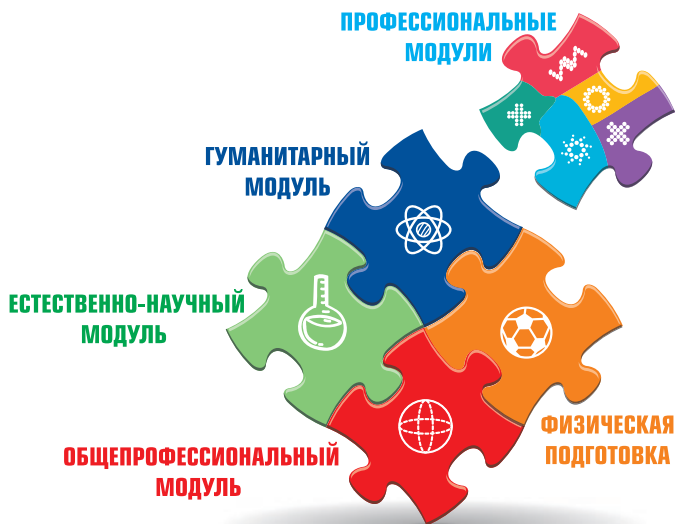 ПРОФЕССИОНАЛЬНЫЕ
МОДУЛИ
ГУМАНИТАРНЫЙ
МОДУЛЬ
ЕСТЕСТВЕННО-НАУЧНЫЙ
МОДУЛЬ
ФИЗИЧЕСКАЯ
ПОДГОТОВКА
ОБЩЕПРОФЕССИОНАЛЬНЫЙ
МОДУЛЬ